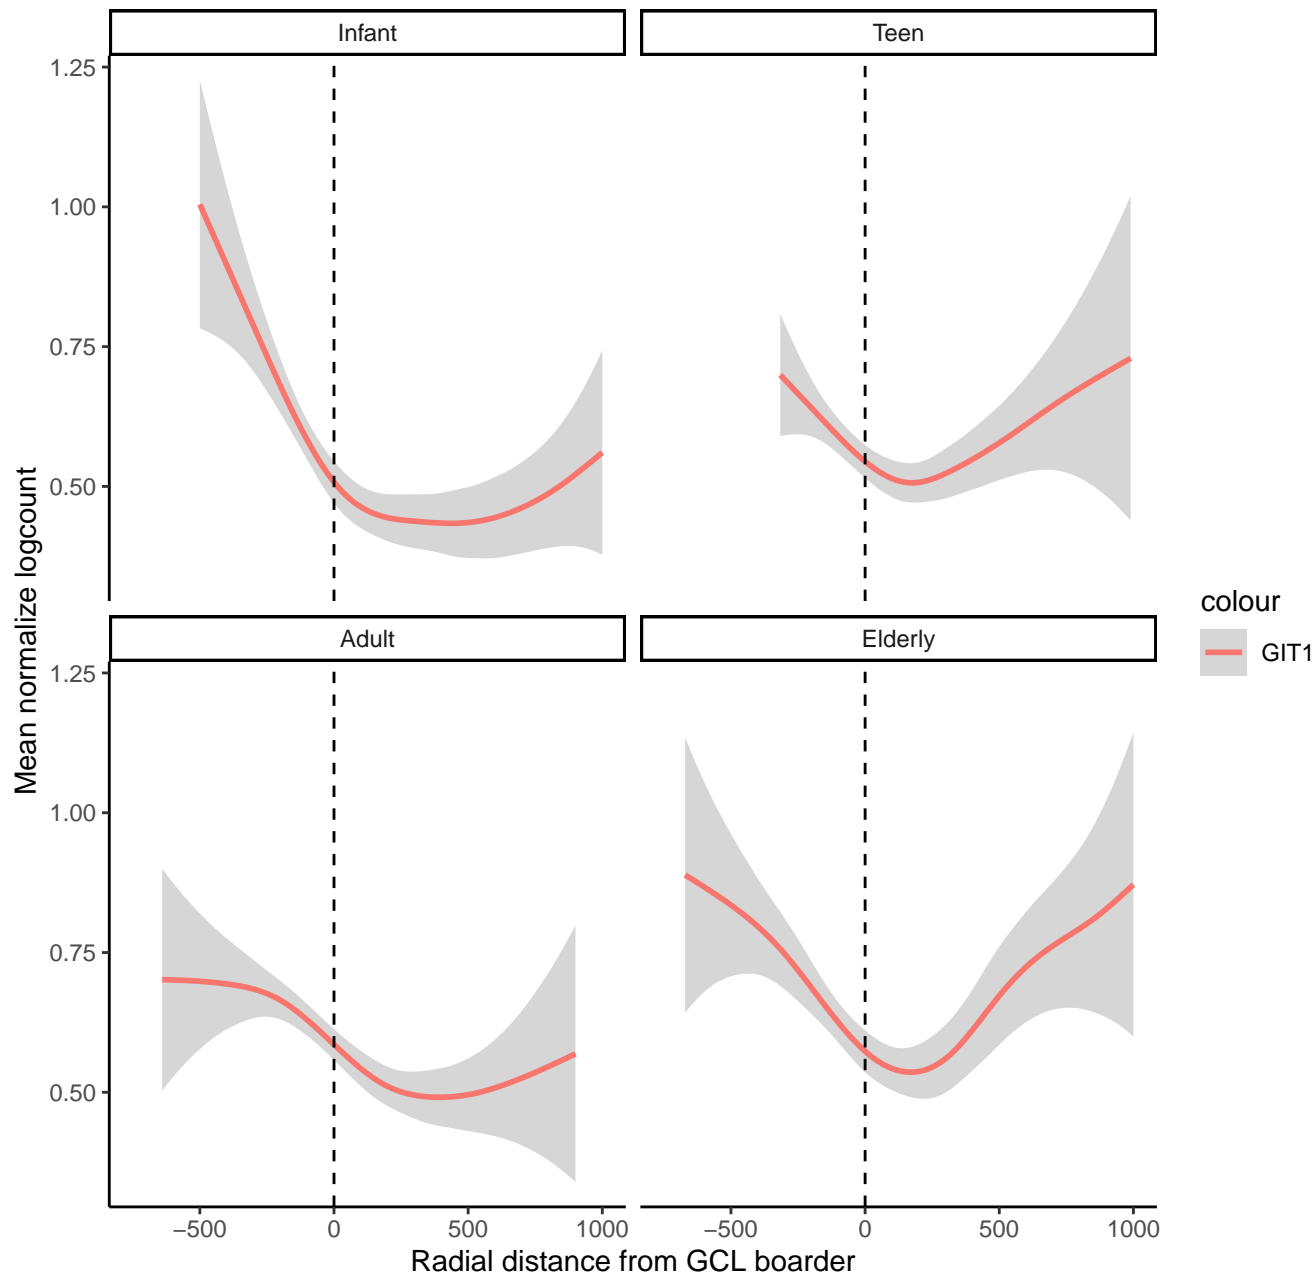 Infant
Teen
1.25
1.00
0.75
0.50
Adult
Elderly
1.25
1.00
0.75
0.50
Mean normalize logcount
−500
0
500
1000
−500
0
500
1000
Radial distance from GCL boarder
colour
GIT1